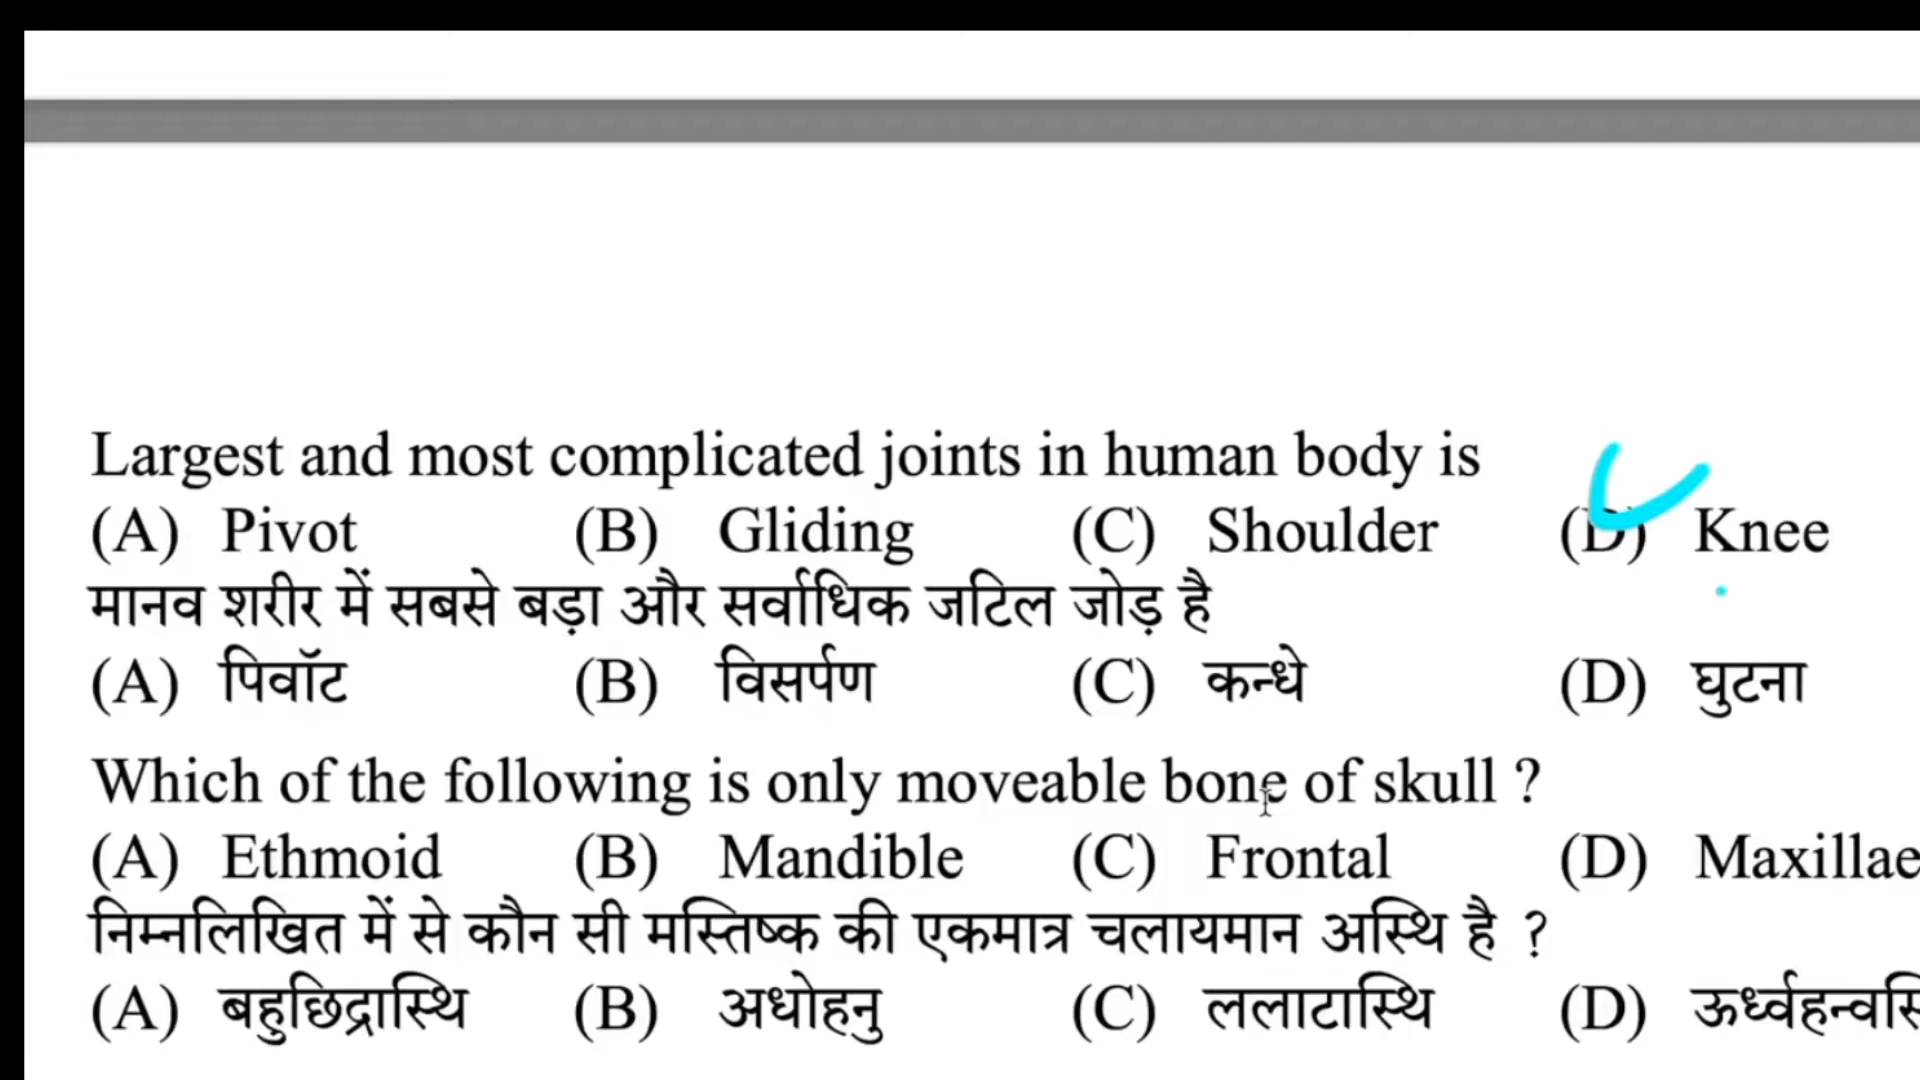 Largest and most complicated joints in human body is
(A) Pivot (B) Gliding (C) Shoulder (D) Knee
मानव शरीर में सबसे बड़ा और सर्वाधिक जटिल जोड़ है
(A) पिवॉट (B) विसर्पण (C) कन्धे (D) घुटना
Which of the following is only moveable bone of skull ?
(A) Ethmoid (B) Mandible (C) Frontal (D) Maxillae
निम्नलिखित में से कौन सी मस्तिष्क की एकमात्र चलायमान अस्थि है ?
(A) बहुछिद्रास्थि (B) अधोहनु (C) ललाटास्थि (D)